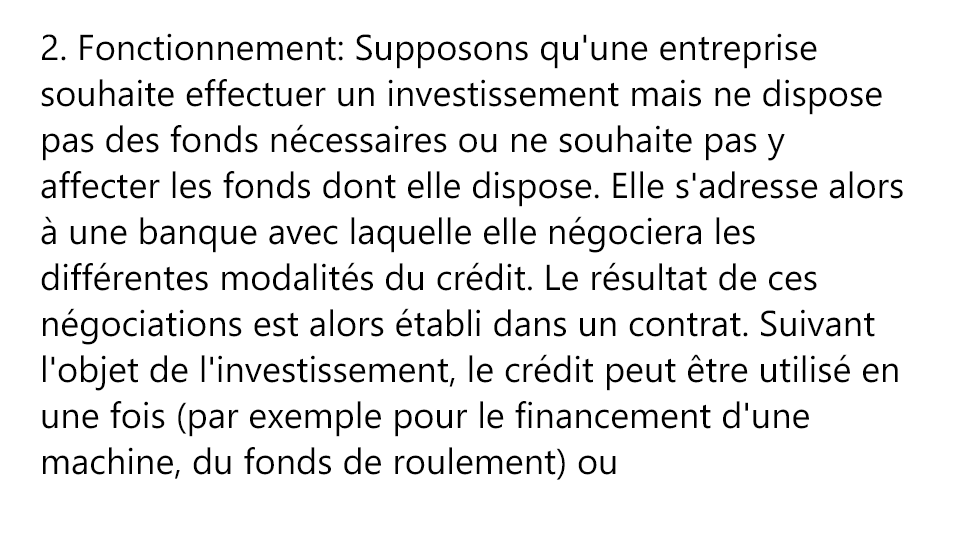 2. Fonctionnement: Supposons qu'une entreprise
souhaite effectuer un investissement mais ne dispose
pas des fonds nécessaires ou ne souhaite pas y
affecter les fonds dont elle dispose. Elle s'adresse alors
à une banque avec laquelle elle négociera les
différentes modalités du crédit. Le résultat de ces
négociations est alors établi dans un contrat. Suivant
l'objet de l'investissement, le crédit peut être utilisé en
une fois (par exemple pour le financement d'une
machine, du fonds de roulement) ou